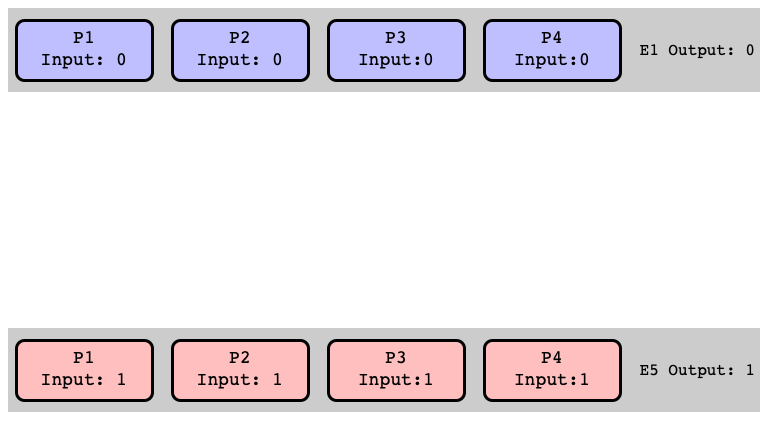 P1
Input: 0
P2
Input: 0
P3
Input:0
P4
Input:0
E1 Output: 0
P1
Input: 1
P2
Input: 1
P3
Input:1
P4
Input:1
E5 Output: 1